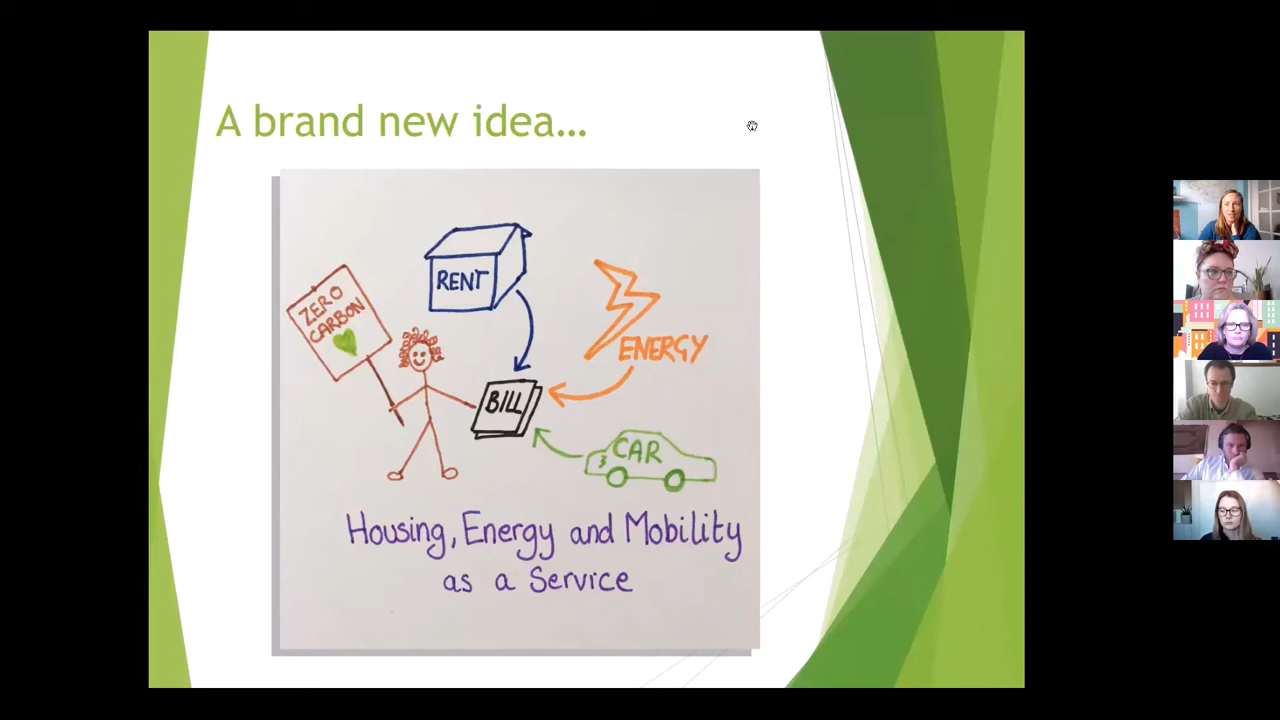 A brand new idea...
RENT
ZERO
CARBON
ENERGY
BILL
CAR
Housing, Energy and Mobility
as a Service